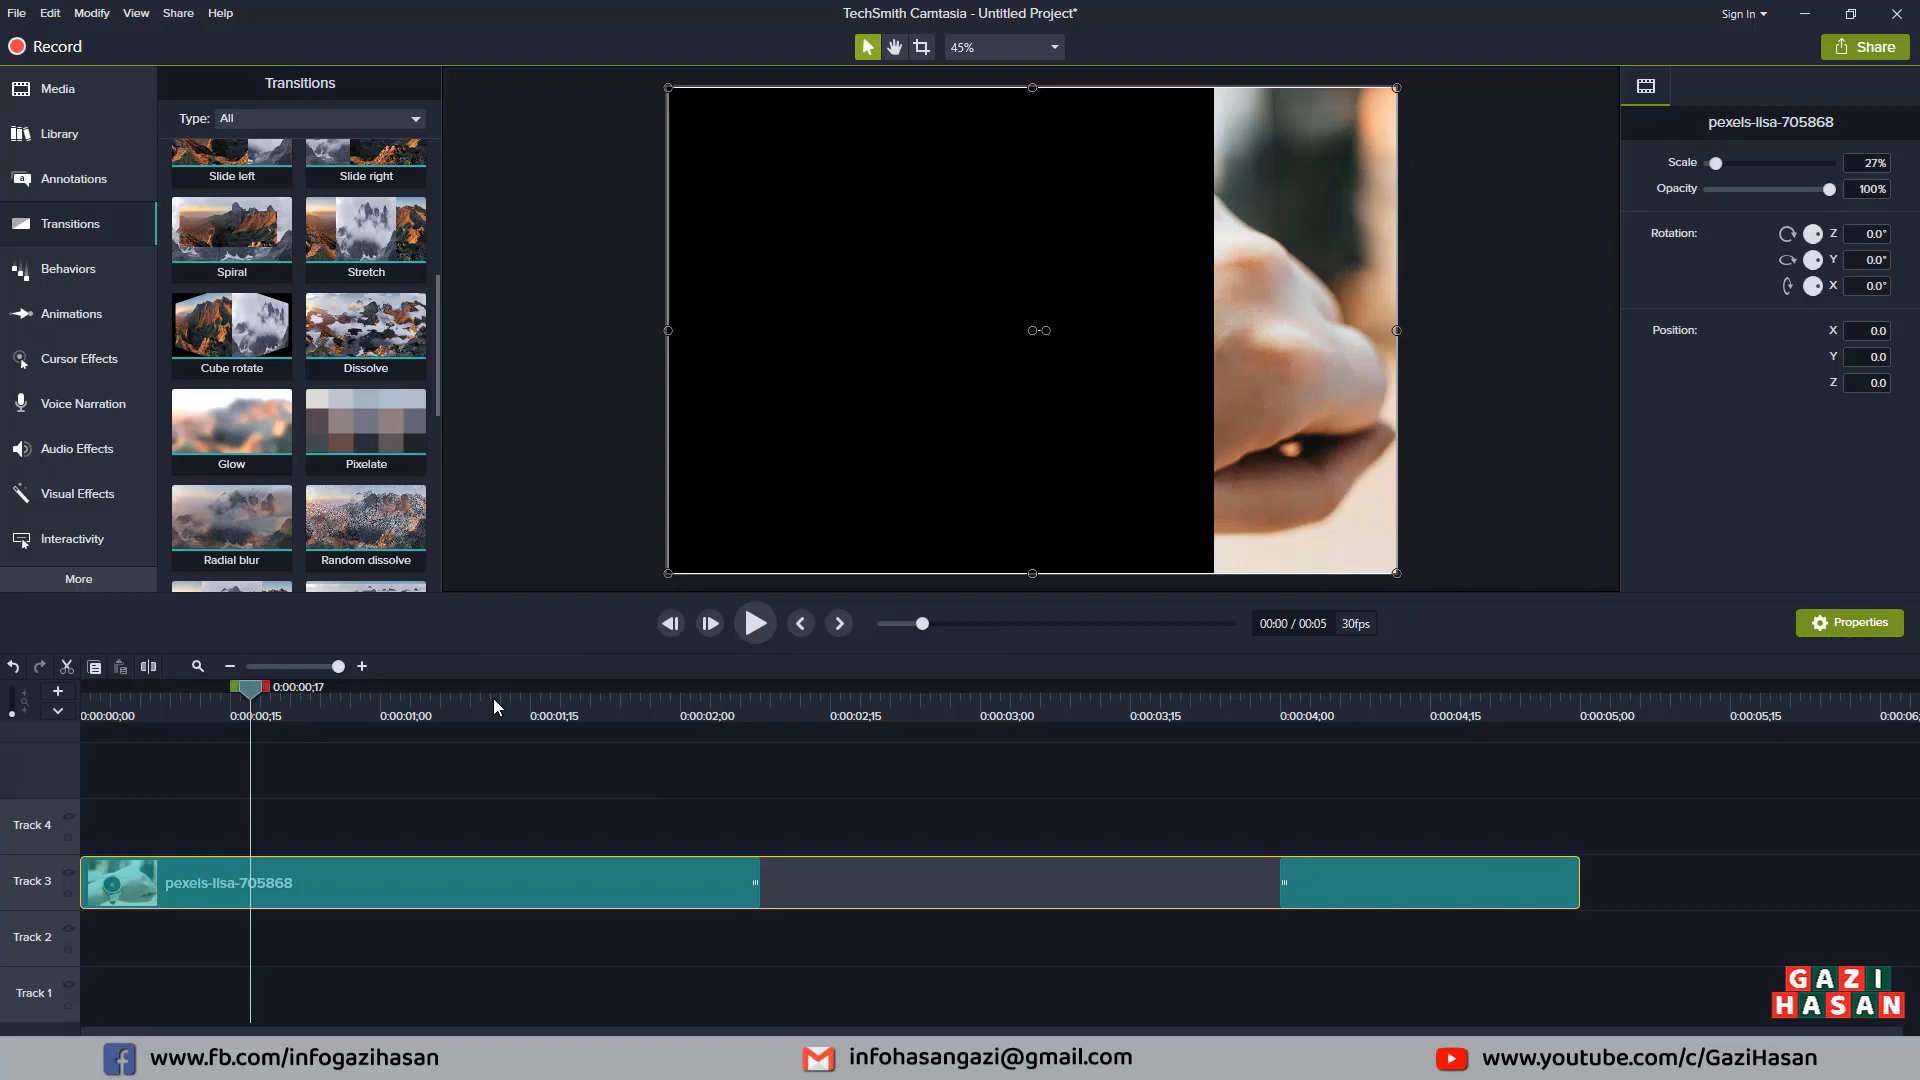 File Edit Modify View Share Help
TechSmith Camtasia - Untitled Project*
Sign In
Record
45%
Share
Media
Library
Annotations
Transitions
Behaviors
Animations
Cursor Effects
Voice Narration
Audio Effects
Visual Effects
Interactivity
More
Transitions
Type: All
Slide left Slide right
Spiral Stretch
Cube rotate Dissolve
Glow Pixelate
Radial blur Random dissolve
pexels-lisa-705868
Scale 27%
Opacity 100%
Rotation: Z 0.0°
Y 0.0°
X 0.0°
Position: X 0.0
Y 0.0
Z 0.0
00:00 / 00:05 30fps
Properties
0:00:00;17
0:00:00;00 0:00:00;15 0:00:01;00 0:00:01;15 0:00:02;00 0:00:02;15 0:00:03;00 0:00:03;15 0:00:04;00 0:00:04;15 0:00:05;00 0:00:05;15 0:00:06;
Track 4
Track 3 pexels-lisa-705868
Track 2
Track 1
GAZI
HASAN
www.fb.com/infogazihasan infohasangazi@gmail.com www.youtube.com/c/GaziHasan